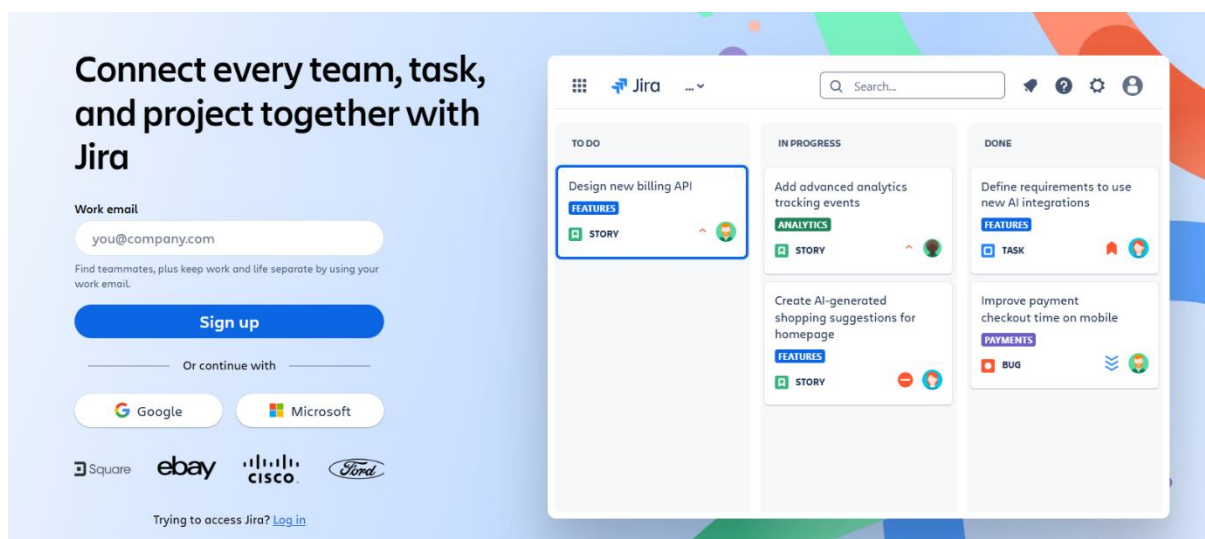 Connect every team, task,
and project together with
Jira
Work email
you@company.com
Find teammates, plus keep work and life separate by using your
work email.
Sign up
Or continue with
Google
Microsoft
Square
ebay
CISCO
Ford
Trying to access Jira? Log in
Jira
...
Search...
TO DO
Design new billing API
FEATURES
STORY
IN PROGRESS
Add advanced analytics
tracking events
ANALYTICS
STORY
Create AI-generated
shopping suggestions for
homepage
FEATURES
STORY
DONE
Define requirements to use
new AI integrations
FEATURES
TASK
Improve payment
checkout time on mobile
PAYMENTS
BUG